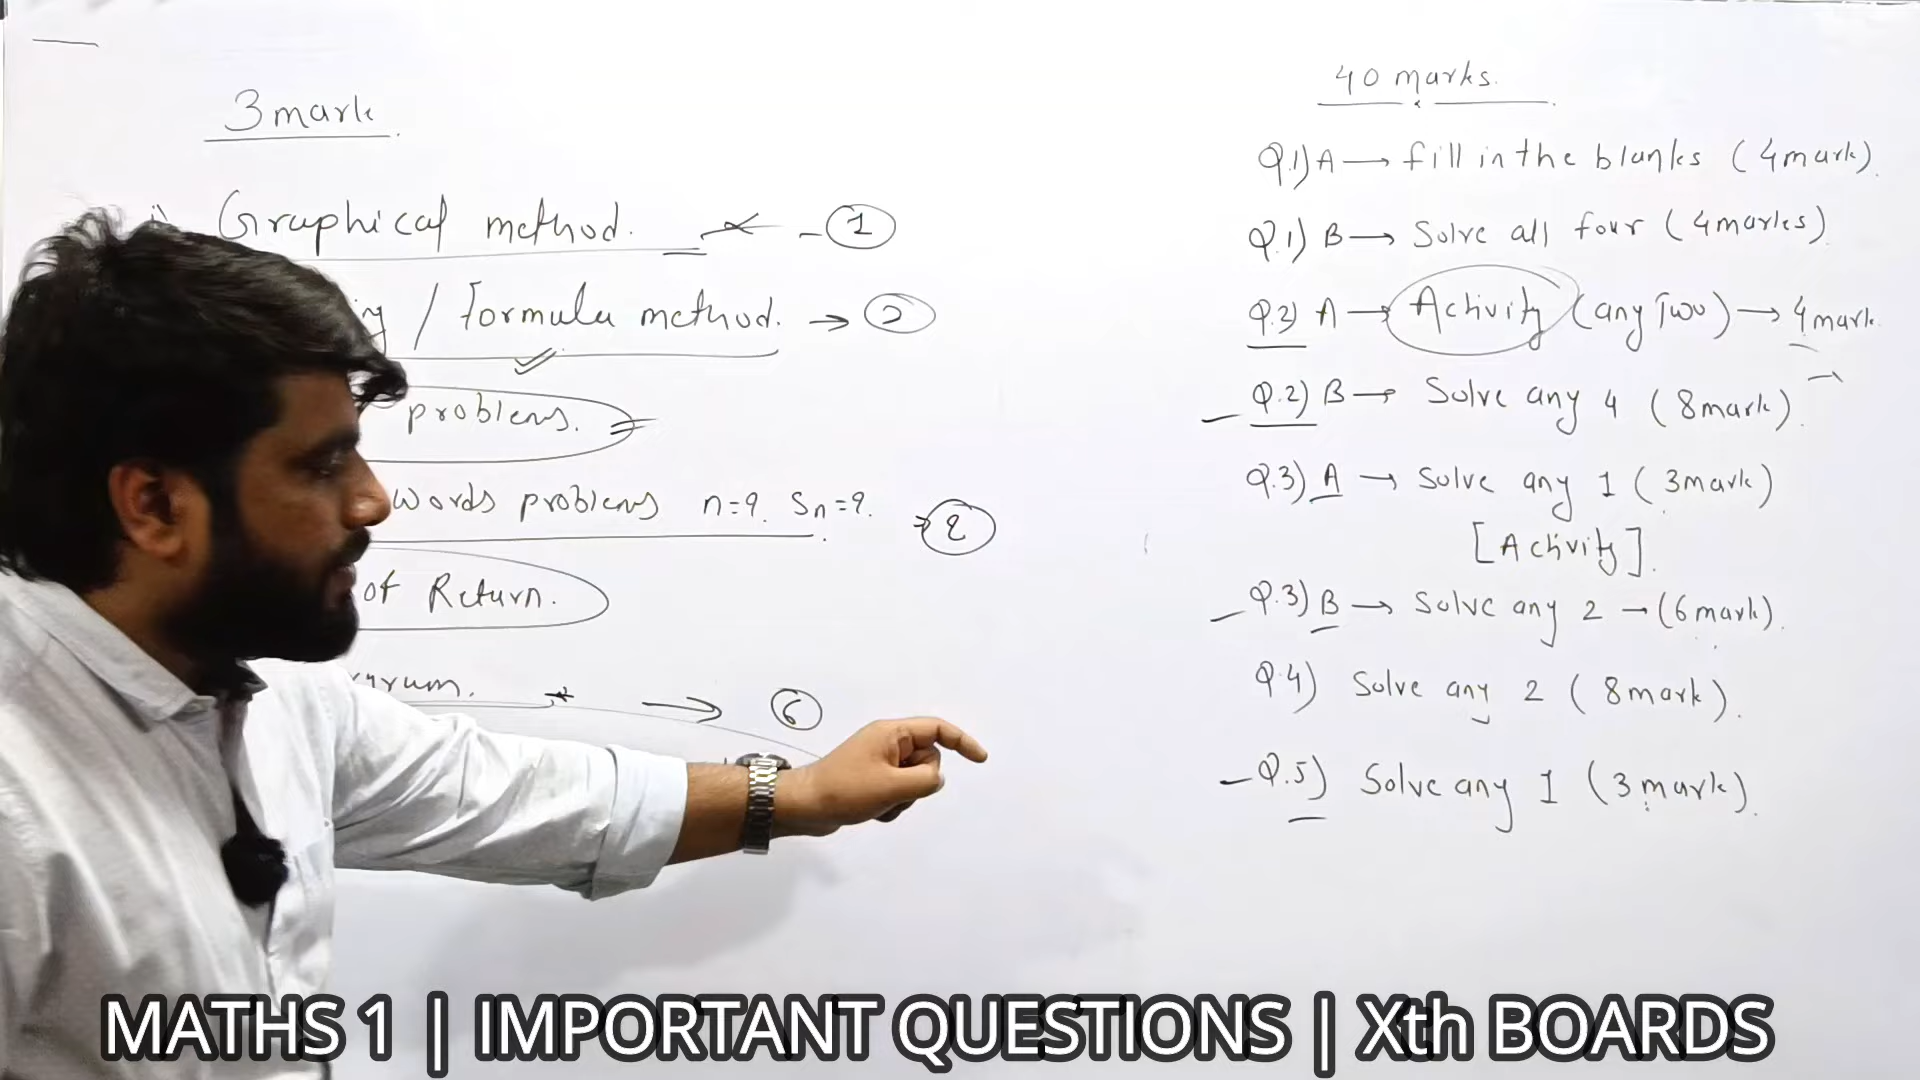 3 mark
Graphical method. - 1
/ formula method. → 2
problems.
words problems n=9. Sn=9. → 2
of Return.
→ 6
40 marks.
Q.1) A → fill in the blanks (4 mark).
Q.1) B → Solve all four (4 marks)
Q.2) A → Activity (any Two) → 4 mark
Q.2) B → Solve any 4 (8 mark).
Q.3) A → Solve any 1 (3 mark)
[Activity].
Q.3) B → Solve any 2 → (6 mark).
Q.4) Solve any 2 (8 mark).
Q.5) Solve any 1 (3 mark).
MATHS 1 | IMPORTANT QUESTIONS | Xth BOARDS